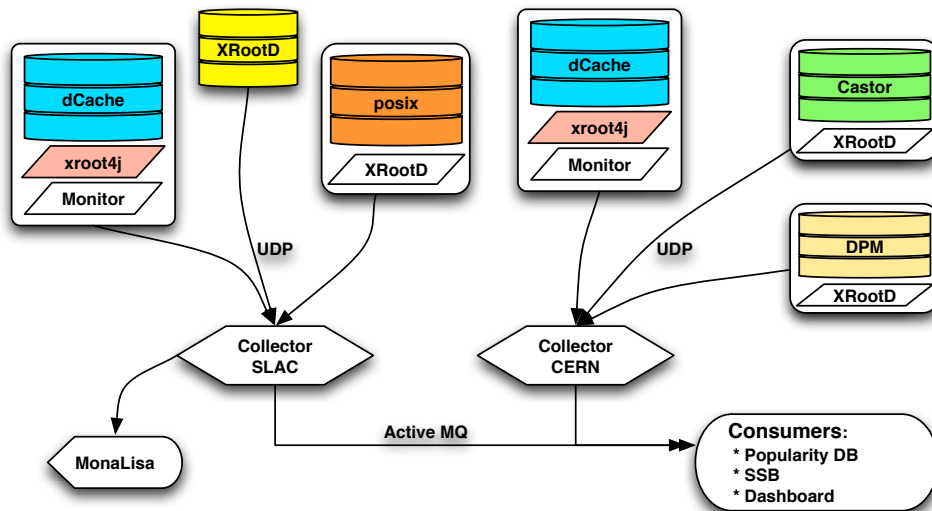 dCache
xroot4j
Monitor
XRootD
posix
XRootD
dCache
xroot4j
Monitor
Castor
XRootD
DPM
XRootD
UDP
UDP
Collector
SLAC
Collector
CERN
Active MQ
MonaLisa
Consumers:
* Popularity DB
* SSB
* Dashboard